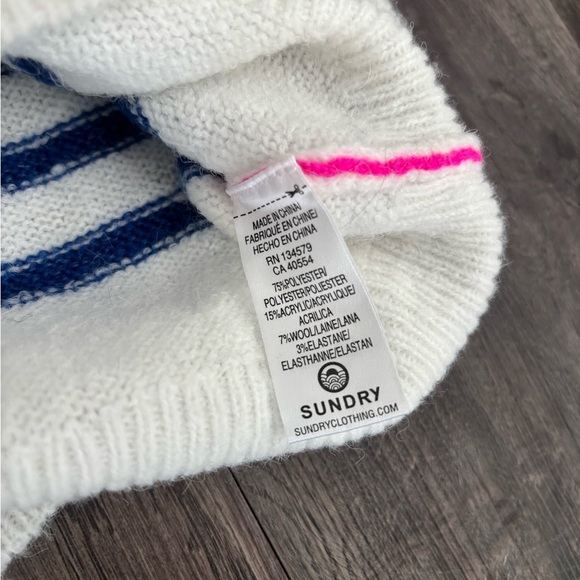 MADE IN CHINA/
FABRIQUÉ EN CHINE/
HECHO EN CHINA
RN 134579
CA 40554
75%POLYESTER/
POLYESTER/POLIESTER
15%ACRYLIC/ACRYLIQUE/
ACRILICA
7%WOOL/LAINE/LANA
3%ELASTANE/
ELASTHANNE/ELASTAN
SUNDRY
SUNDRYCLOTHING.COM